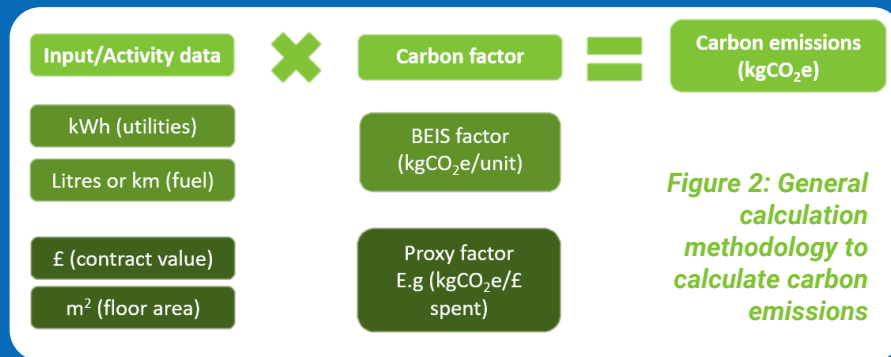 Input/Activity data
Carbon factor
Carbon emissions
(kgCO₂e)
kWh (utilities)
Litres or km (fuel)
£ (contract value)
m² (floor area)
BEIS factor
(kgCO₂e/unit)
Proxy factor
E.g (kgCO₂e/£
spent)
Figure 2: General
calculation
methodology to
calculate carbon
emissions